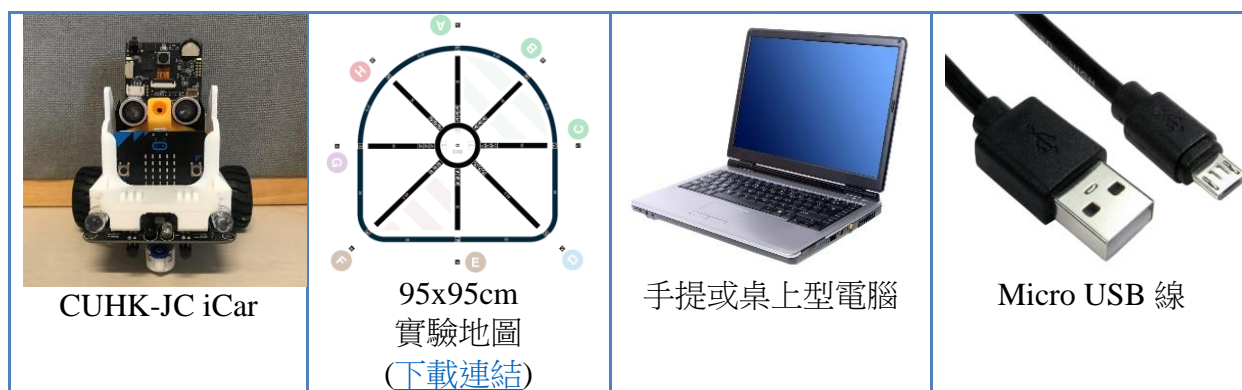 A
B
H
C
G
F
E
D
CUHK-JC iCar
95x95cm
實驗地圖
(下載連結)
手提或桌上型電腦
Micro USB 線